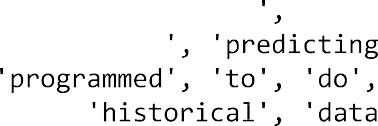 ',
', 'predicting
'programmed', 'to', 'do',
'historical', 'data